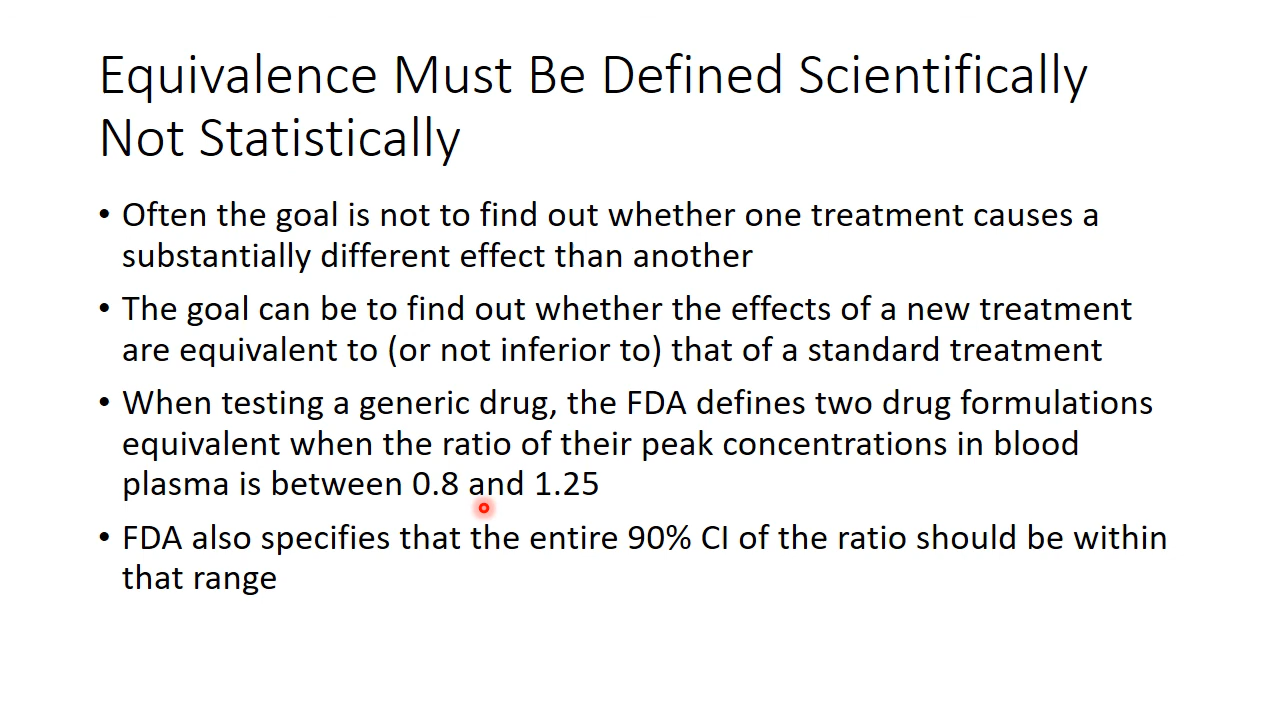 Equivalence Must Be Defined Scientifically
Not Statistically
• Often the goal is not to find out whether one treatment causes a
substantially different effect than another
• The goal can be to find out whether the effects of a new treatment
are equivalent to (or not inferior to) that of a standard treatment
• When testing a generic drug, the FDA defines two drug formulations
equivalent when the ratio of their peak concentrations in blood
plasma is between 0.8 and 1.25
• FDA also specifies that the entire 90% CI of the ratio should be within
that range